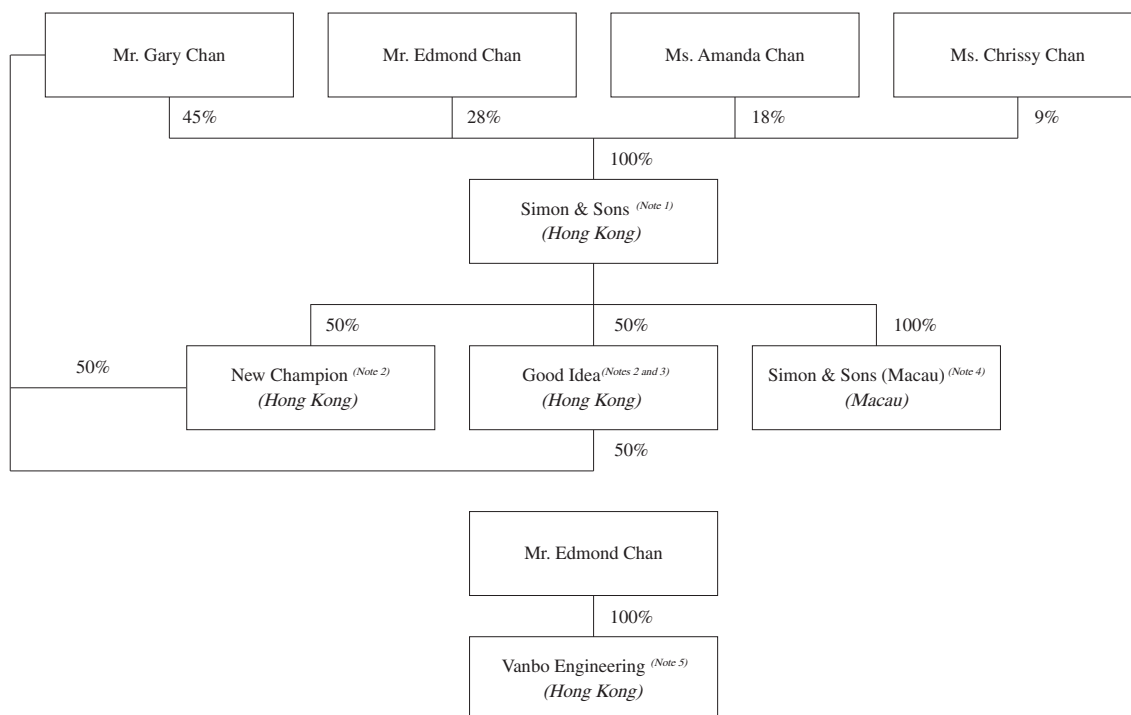 Mr. Gary Chan
Mr. Edmond Chan
Ms. Amanda Chan
Ms. Chrissy Chan
45%
28%
18%
9%
100%
Simon & Sons (Note 1)
(Hong Kong)
50%
50%
100%
50%
New Champion (Note 2)
(Hong Kong)
Good Idea(Notes 2 and 3)
(Hong Kong)
Simon & Sons (Macau) (Note 4)
(Macau)
50%
Mr. Edmond Chan
100%
Vanbo Engineering (Note 5)
(Hong Kong)